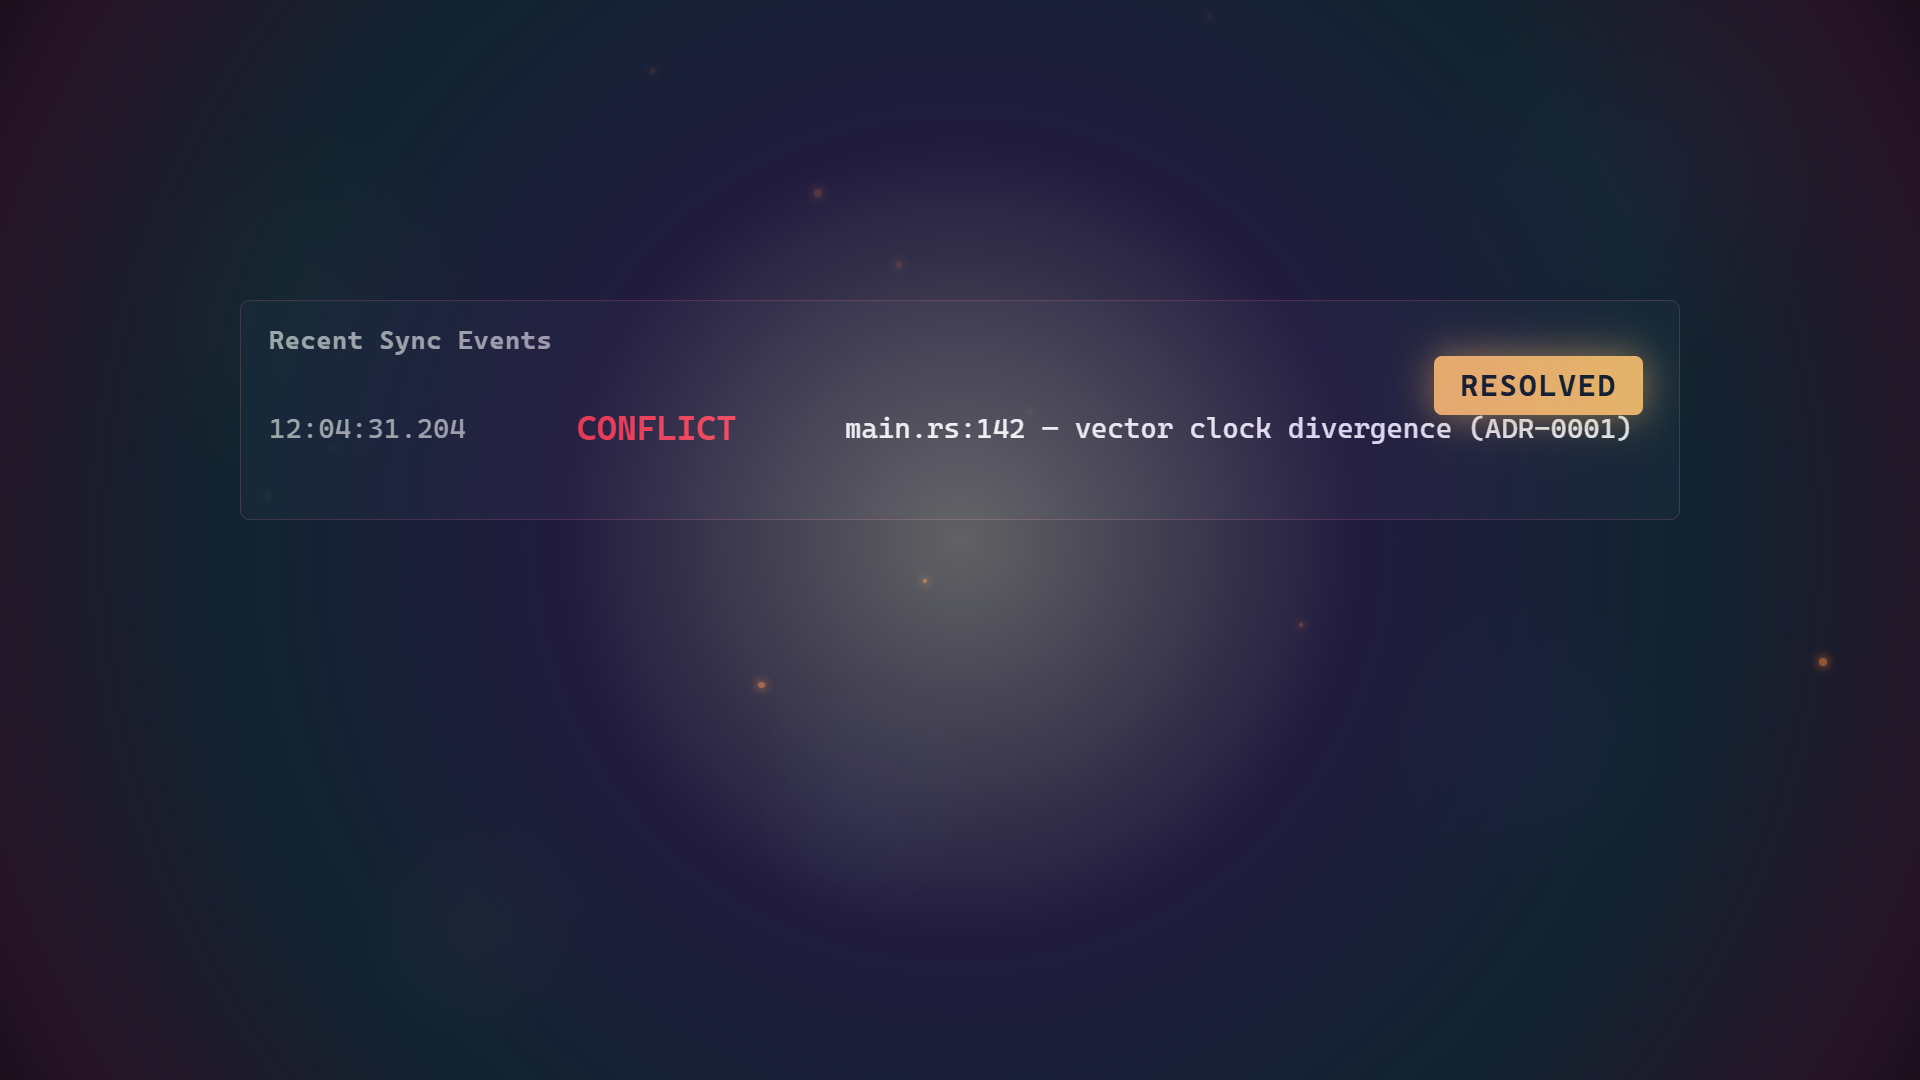 Recent Sync Events
RESOLVED
12:04:31.204 CONFLICT main.rs:142 — vector clock divergence (ADR-0001)